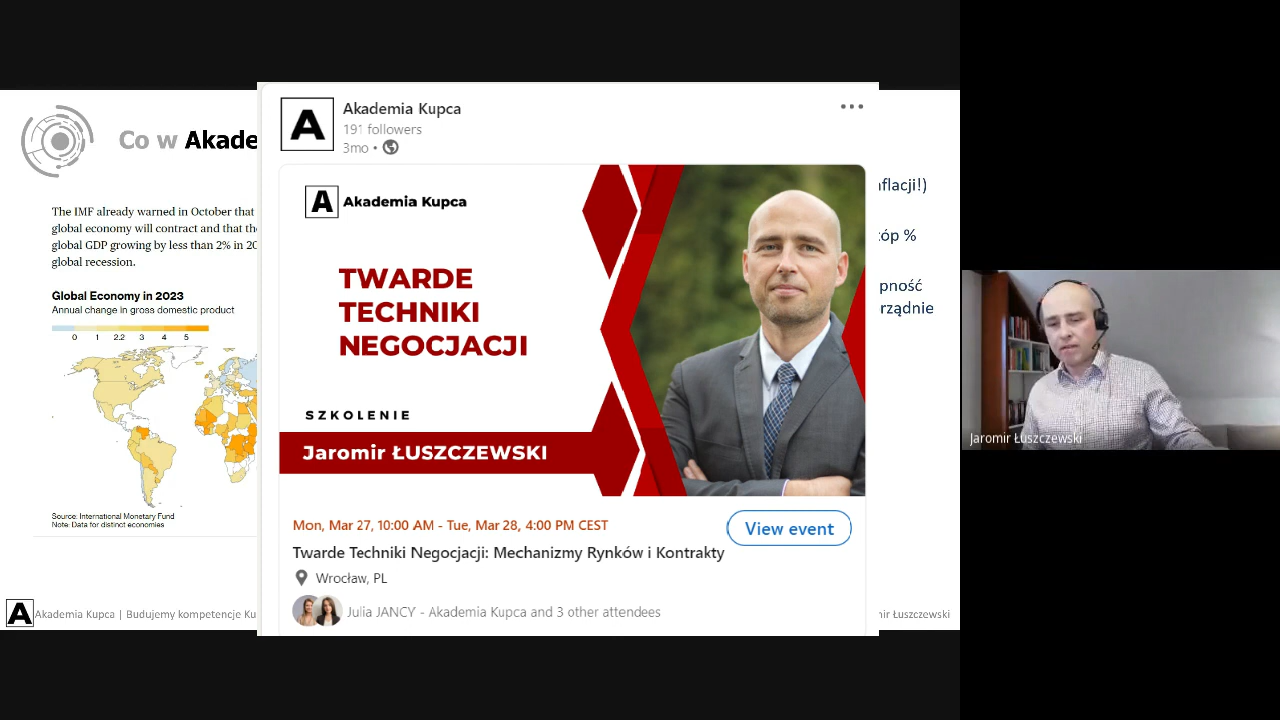 Co w Akade
The IMF already warned in October that
global economy will contract and that the
global GDP growing by less than 2% in 20
global recession.
Global Economy in 2023
Annual change in gross domestic product
0 1 2.2 3 4 5
Source: International Monetary Fund
Note: Data for distinct economies
A
Akademia Kupca | Budujemy kompetencje Ku
A
Akademia Kupca
191 followers
3mo •
A Akademia Kupca
TWARDE
TECHNIKI
NEGOCJACJI
SZKOLENIE
Jaromir ŁUSZCZEWSKI
Mon, Mar 27, 10:00 AM - Tue, Mar 28, 4:00 PM CEST
View event
Twarde Techniki Negocjacji: Mechanizmy Rynków i Kontrakty
Wrocław, PL
Julia JANCY - Akademia Kupca and 3 other attendees
nflacji!)
tóp %
pność
rządnie
mir Łuszczewski
Jaromir Łuszczewski